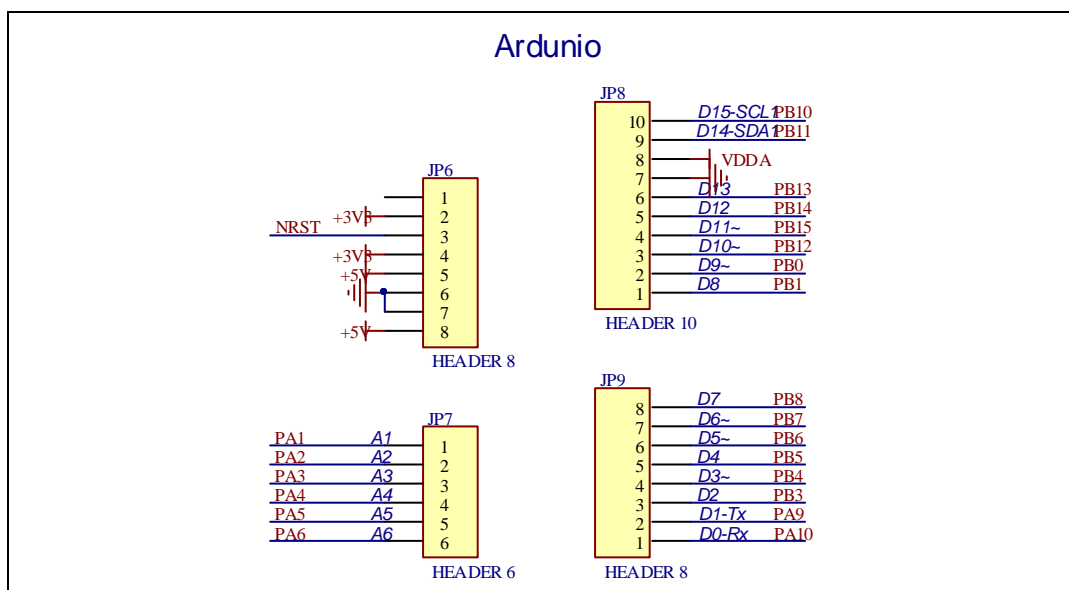 Ardunio
JP6
1
+3V3 2
NRST 3
+3V3 4
+5V 5
6
7
+5V 8
HEADER 8
JP8
10 D15-SCL1 PB10
9 D14-SDA1 PB11
8 VDDA
7
6 D13 PB13
5 D12 PB14
4 D11~ PB15
3 D10~ PB12
2 D9~ PB0
1 D8 PB1
HEADER 10
JP7
PA1 A1 1
PA2 A2 2
PA3 A3 3
PA4 A4 4
PA5 A5 5
PA6 A6 6
HEADER 6
JP9
8 D7 PB8
7 D6~ PB7
6 D5~ PB6
5 D4 PB5
4 D3~ PB4
3 D2 PB3
2 D1-Tx PA9
1 D0-Rx PA10
HEADER 8